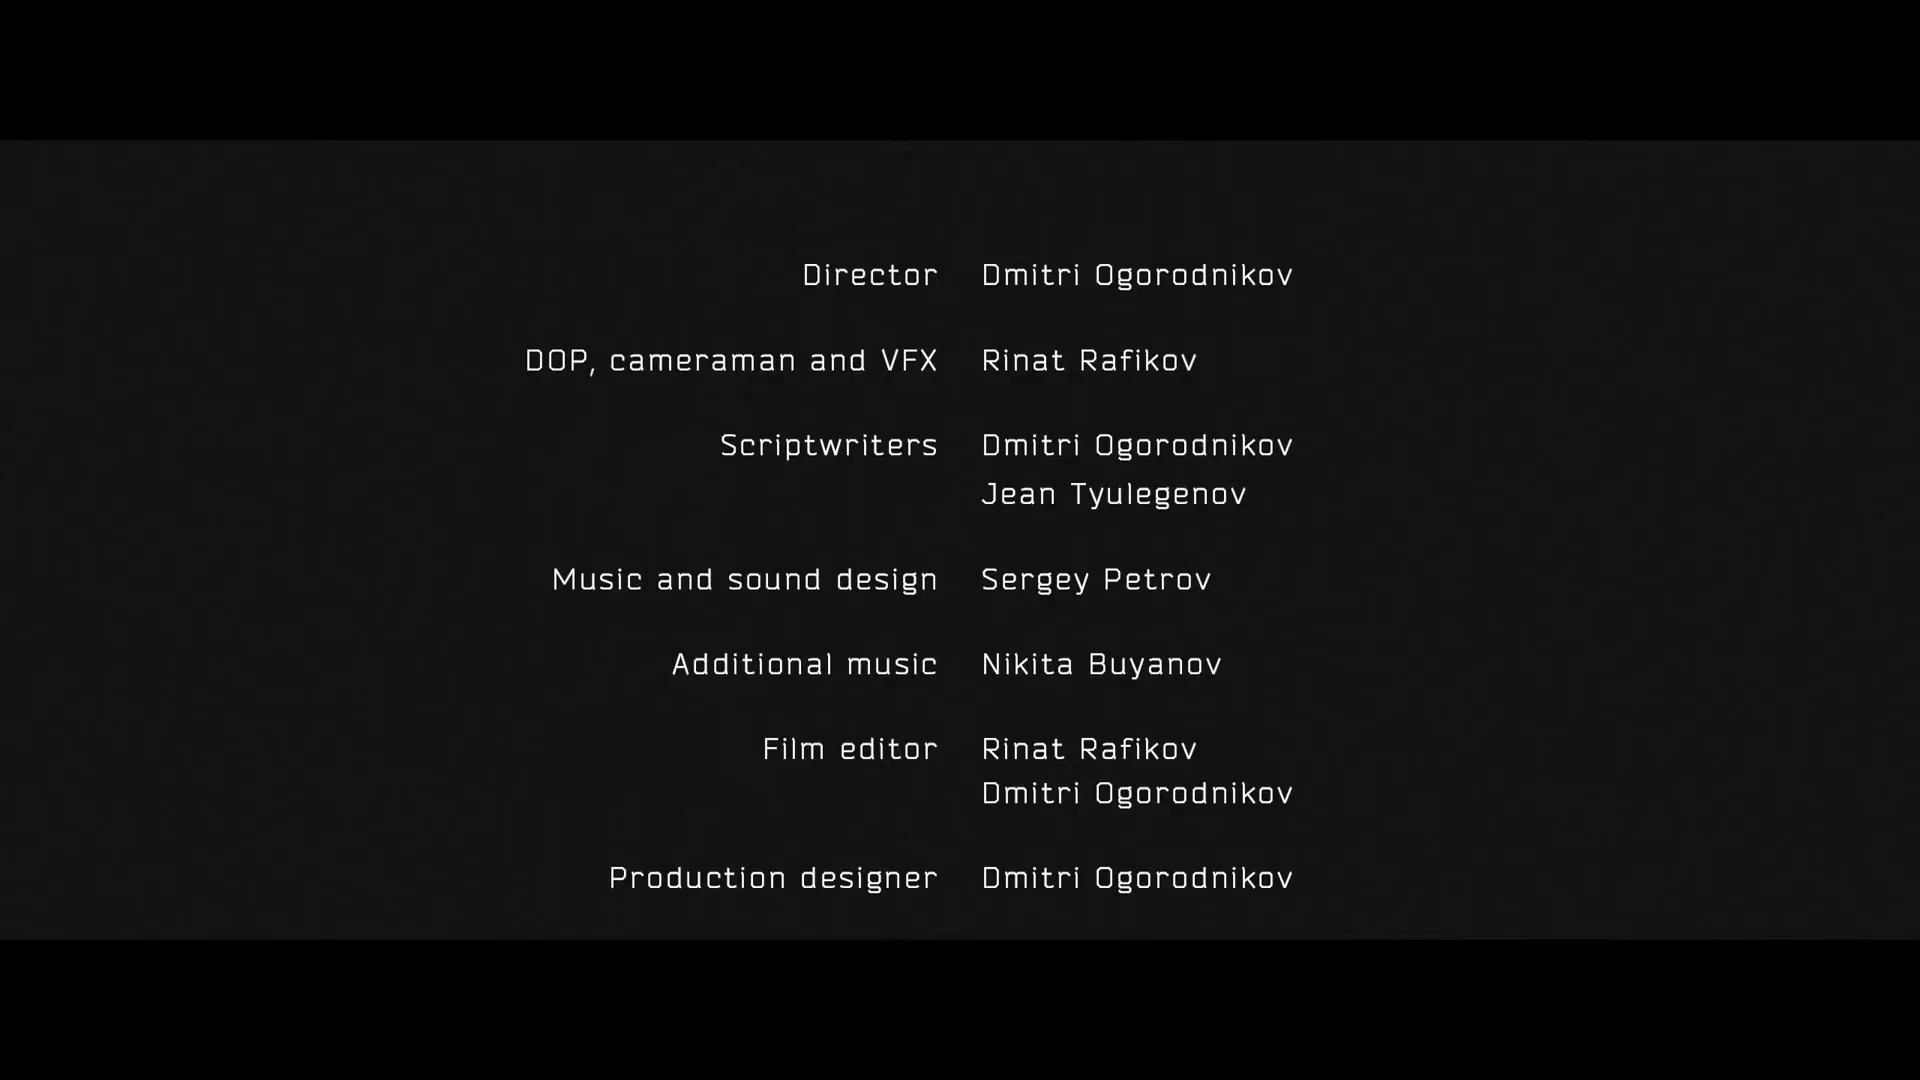 Director Dmitri Ogorodnikov
DOP, cameraman and VFX Rinat Rafikov
Scriptwriters Dmitri Ogorodnikov
Jean Tyulegenov
Music and sound design Sergey Petrov
Additional music Nikita Buyanov
Film editor Rinat Rafikov
Dmitri Ogorodnikov
Production designer Dmitri Ogorodnikov